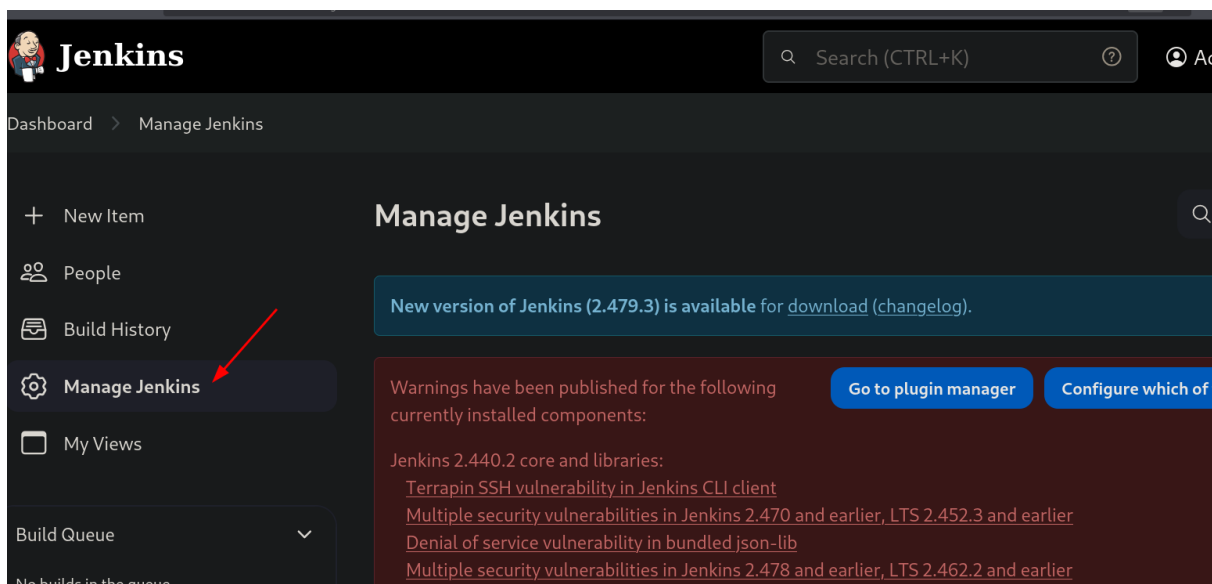 Jenkins
Search (CTRL+K)
Dashboard
Manage Jenkins
New Item
People
Build History
Manage Jenkins
My Views
Build Queue
No builds in the queue.
Manage Jenkins
New version of Jenkins (2.479.3) is available for download (changelog).
Warnings have been published for the following
currently installed components:
Go to plugin manager
Configure which of
Jenkins 2.440.2 core and libraries:
Terrapin SSH vulnerability in Jenkins CLI client
Multiple security vulnerabilities in Jenkins 2.470 and earlier, LTS 2.452.3 and earlier
Denial of service vulnerability in bundled json-lib
Multiple security vulnerabilities in Jenkins 2.478 and earlier, LTS 2.462.2 and earlier